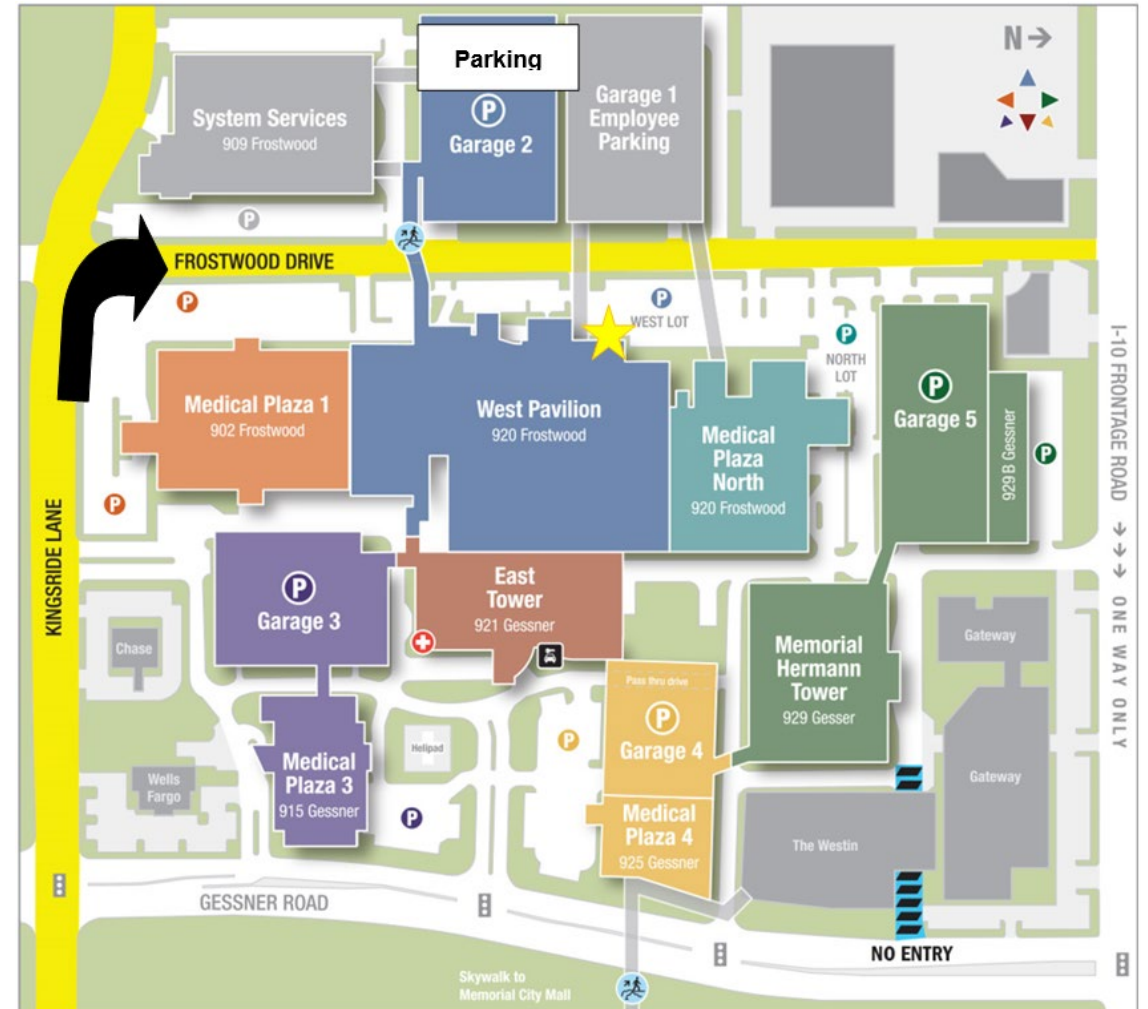 Parking
N
System Services
909 Frostwood
P
Garage 2
Garage 1
Employee
Parking
P
FROSTWOOD DRIVE
P
P
WEST LOT
P
NORTH
LOT
Medical Plaza 1
902 Frostwood
West Pavilion
920 Frostwood
Medical
Plaza
North
920 Frostwood
P
Garage 5
929 B Gessner
P
I-10 FRONTAGE ROAD
ONE WAY ONLY
P
KINGSRIDE LANE
P
Garage 3
East
Tower
921 Gessner
Chase
Memorial
Hermann
Tower
929 Gesser
Gateway
Pass thru drive
P
Garage 4
P
Helipad
Medical
Plaza 3
915 Gessner
P
Wells
Fargo
Medical
Plaza 4
925 Gessner
Gateway
The Westin
GESSNER ROAD
NO ENTRY
Skywalk to
Memorial City Mall